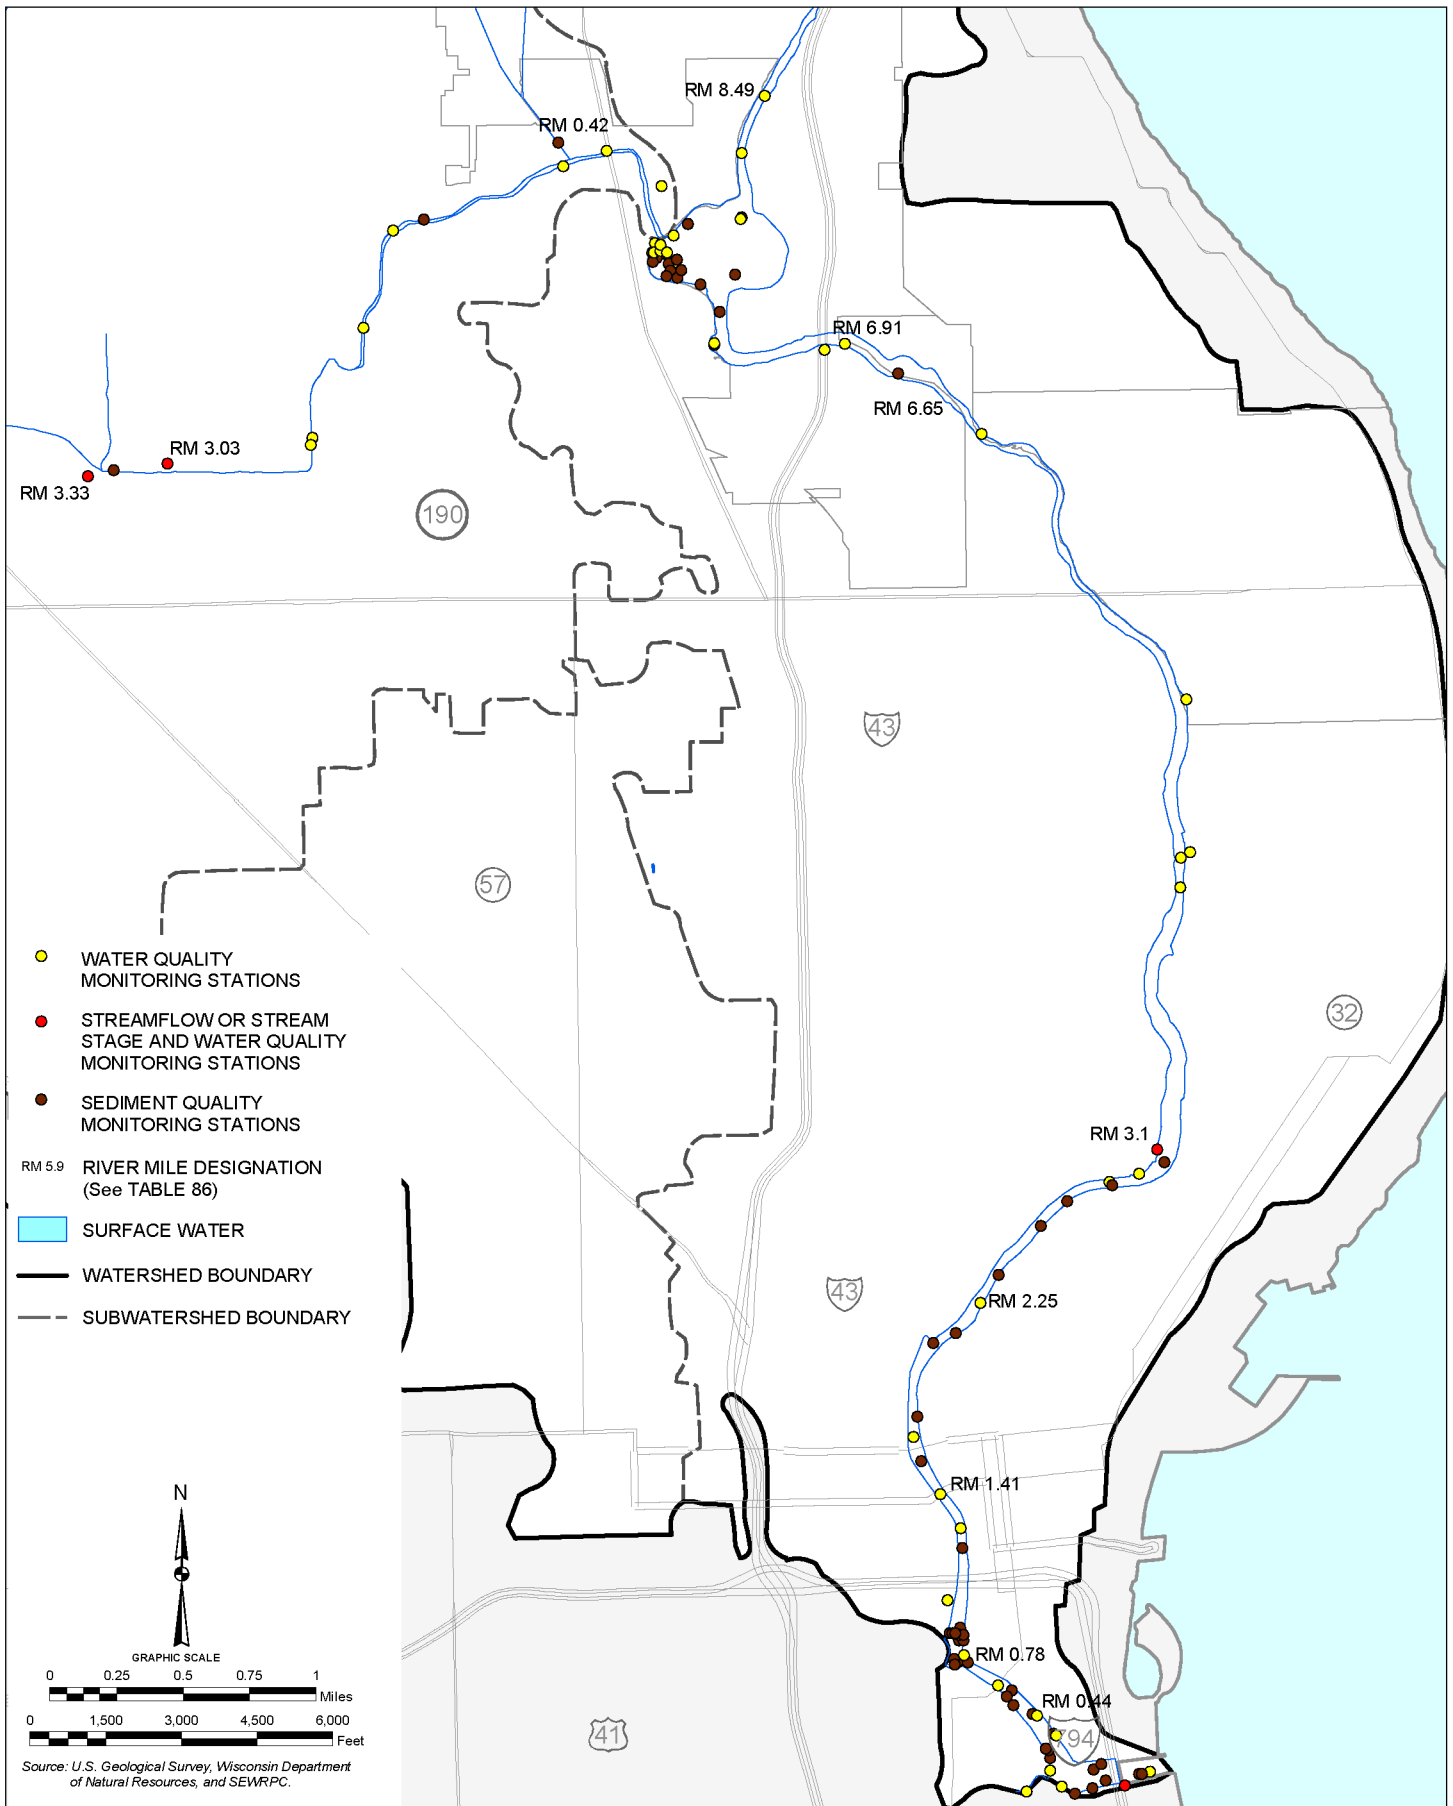 RM 8.49
RM 0.42
RM 6.91
RM 6.65
RM 3.03
RM 3.33
190
43
57
WATER QUALITY
MONITORING STATIONS
STREAMFLOW OR STREAM
STAGE AND WATER QUALITY
MONITORING STATIONS
SEDIMENT QUALITY
MONITORING STATIONS
RM 5.9 RIVER MILE DESIGNATION
(See TABLE 86)
SURFACE WATER
WATERSHED BOUNDARY
SUBWATERSHED BOUNDARY
32
RM 3.1
43
RM 2.25
RM 1.41
RM 0.78
RM 0.44
794
41
N
GRAPHIC SCALE
0 0.25 0.5 0.75 1
Miles
0 1,500 3,000 4,500 6,000
Feet
Source: U.S. Geological Survey, Wisconsin Department
of Natural Resources, and SEWRPC.